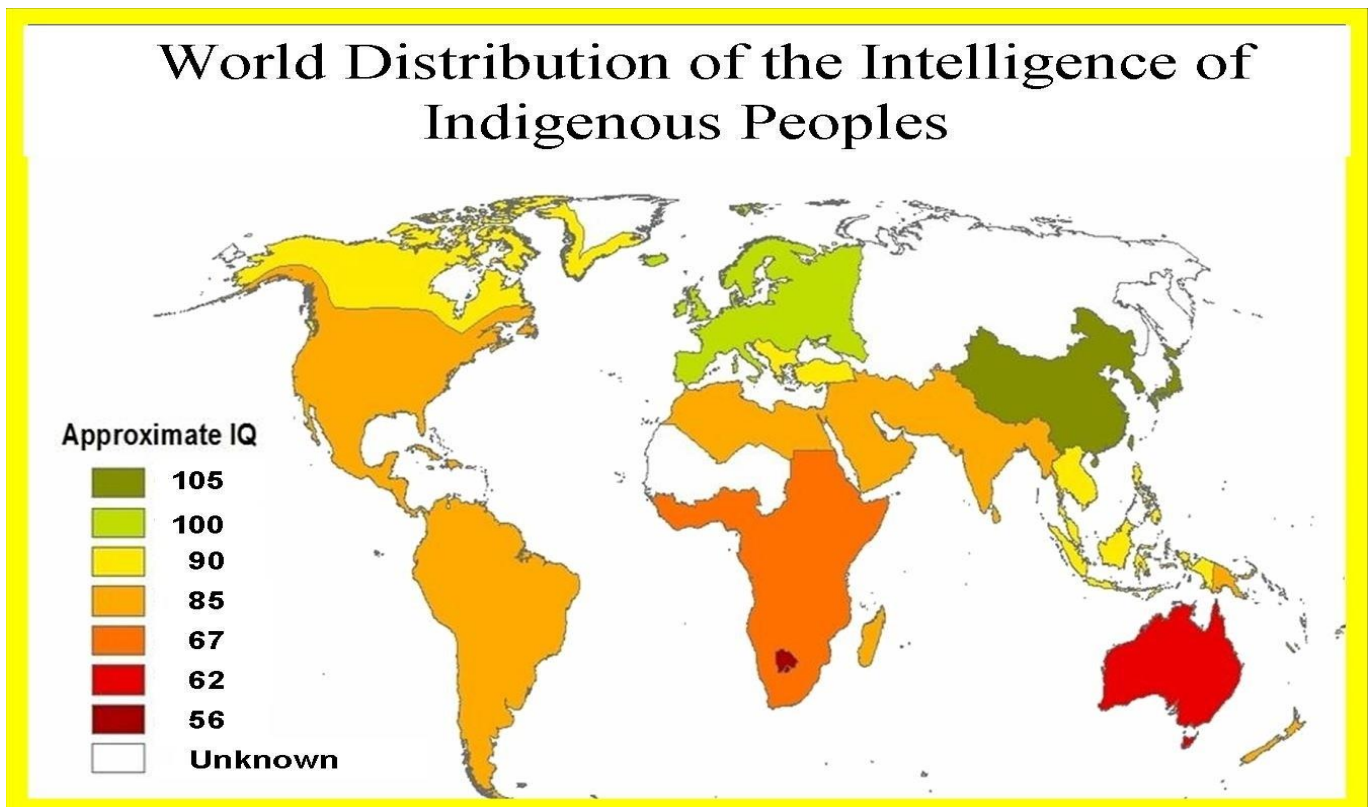 World Distribution of the Intelligence of
Indigenous Peoples
Approximate IQ
105
100
90
85
67
62
56
Unknown